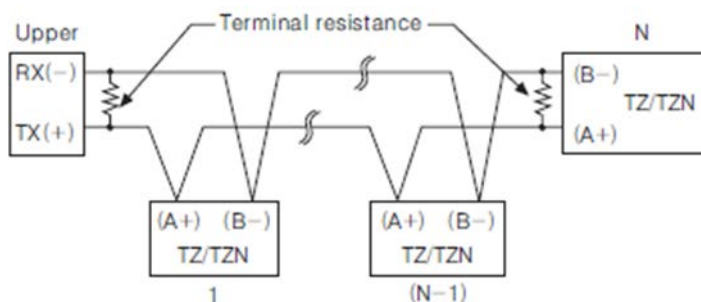 Upper
Terminal resistance
N
RX(-)
TX(+)
(B-)
TZ/TZN
(A+)
(A+) (B-)
TZ/TZN
1
(A+) (B-)
TZ/TZN
(N-1)